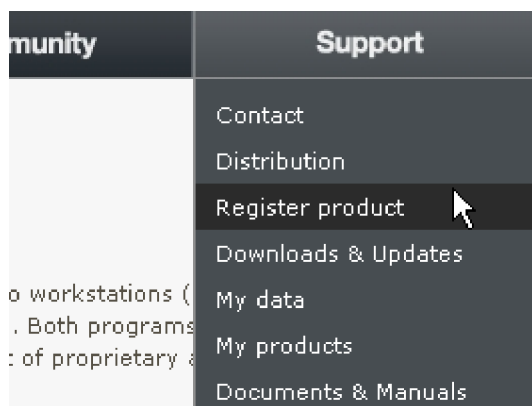 munity
Support
Contact
Distribution
Register product
Downloads & Updates
My data
My products
Documents & Manuals
o workstations (
. Both programs
of proprietary